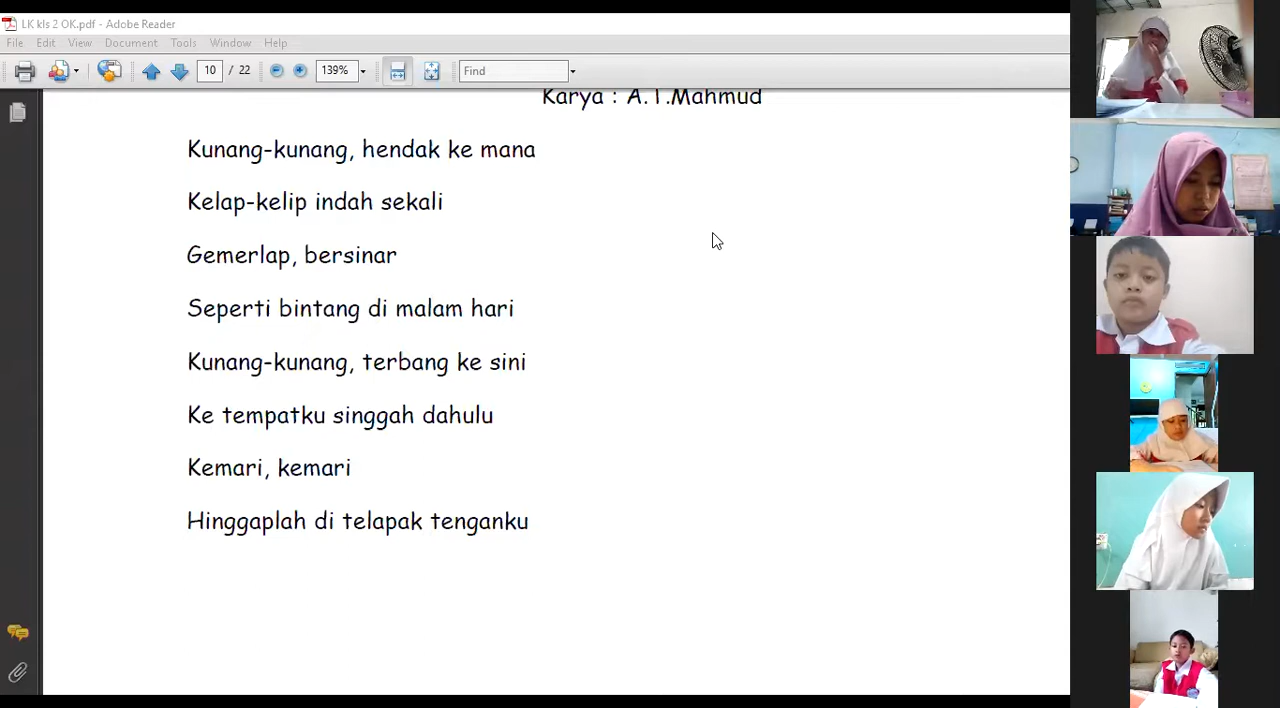 LK kls 2 OK.pdf - Adobe Reader
File Edit View Document Tools Window Help
10 / 22 139% Find
Karya : A.T.Mahmud
Kunang-kunang, hendak ke mana
Kelap-kelip indah sekali
Gemerlap, bersinar
Seperti bintang di malam hari
Kunang-kunang, terbang ke sini
Ke tempatku singgah dahulu
Kemari, kemari
Hinggaplah di telapak tenganku